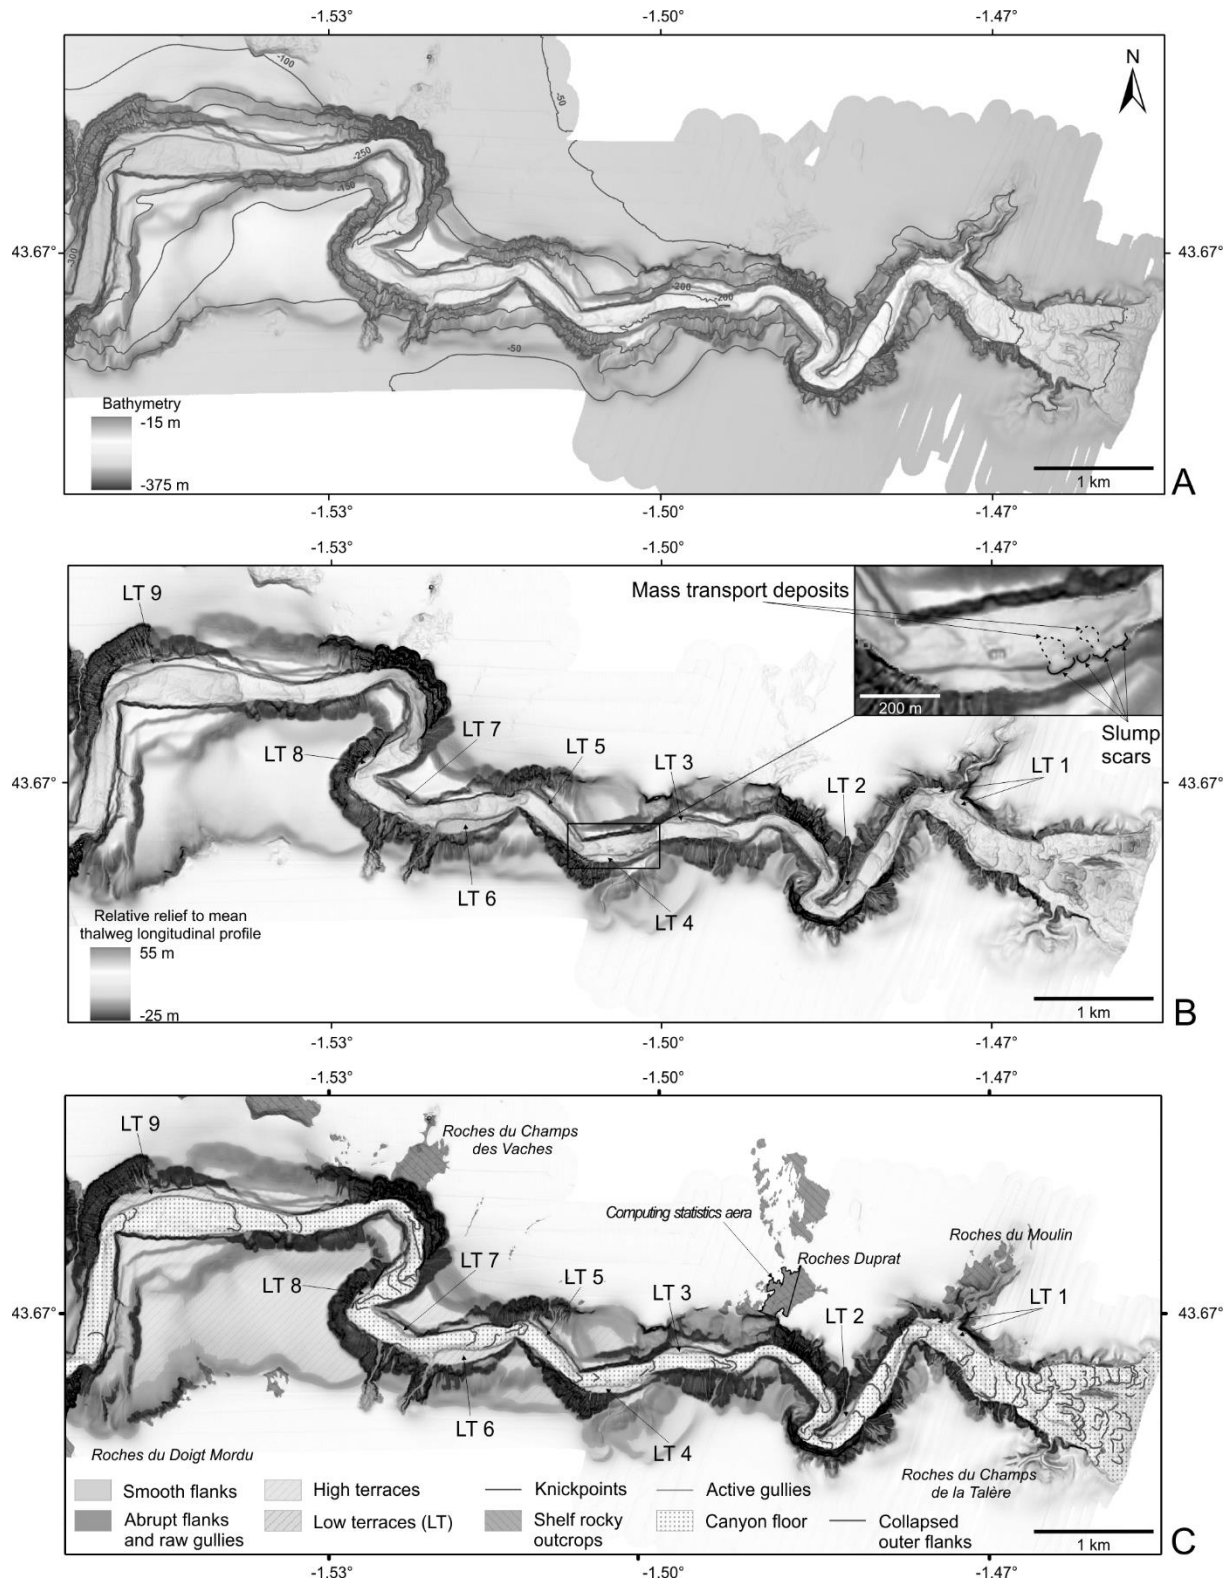 -1.53°
-1.50°
-1.47°
-100
-50
N
-250
-150
43.67°
43.67°
-300
-200
-200
-50
Bathymetry
-15 m
-375 m
1 km
A
-1.53°
-1.50°
-1.47°
-1.53°
-1.50°
-1.47°
LT 9
Mass transport deposits
200 m
Slump
scars
LT 8
LT 7
LT 5
LT 3
LT 2
LT 1
43.67°
43.67°
LT 6
LT 4
Relative relief to mean
thalweg longitudinal profile
55 m
-25 m
1 km
B
-1.53°
-1.50°
-1.47°
-1.53°
-1.50°
-1.47°
LT 9
Roches du Champs
des Vaches
Computing statistics aera
Roches Duprat
Roches du Moulin
LT 8
LT 7
LT 5
LT 3
LT 2
LT 1
43.67°
43.67°
LT 6
LT 4
Roches du Doigt Mordu
Roches du Champs
de la Talère
Smooth flanks
High terraces
Knickpoints
Active gullies
Abrupt flanks
and raw gullies
Low terraces (LT)
Shelf rocky
outcrops
Canyon floor
Collapsed
outer flanks
1 km
C
-1.53°
-1.50°
-1.47°